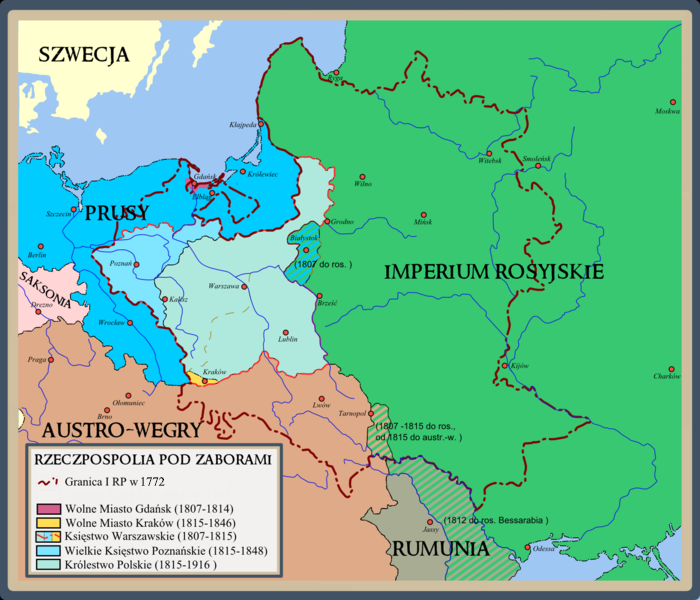 SZWECJA
Ryga
Moskwa
Kłajpeda
Witebsk
Smoleńsk
Gdańsk
Królewiec
Wilno
Elbląg
Szczecin
PRUSY
Grodno
Mińsk
Białystok
Berlin
Poznań
(1807 do ros. )
IMPERIUM ROSYJSKIE
SAKSONIA
Warszawa
Brześć
Drezno
Kalisz
Wrocław
Lublin
Praga
Kijów
Kraków
Charków
Ołomuniec
Lwów
Brno
Tarnopol
(1807 -1815 do ros.,
od 1815 do austr.-w. )
AUSTRO-WĘGRY
RZECZPOSPOLIA POD ZABORAMI
Granica I RP w 1772
Wolne Miasto Gdańsk (1807-1814)
Wolne Miasto Kraków (1815-1846)
Księstwo Warszawskie (1807-1815)
Wielkie Księstwo Poznańskie (1815-1848)
Królestwo Polskie (1815-1916 )
(1812 do ros. Bessarabia )
Jassy
RUMUNIA
Odessa